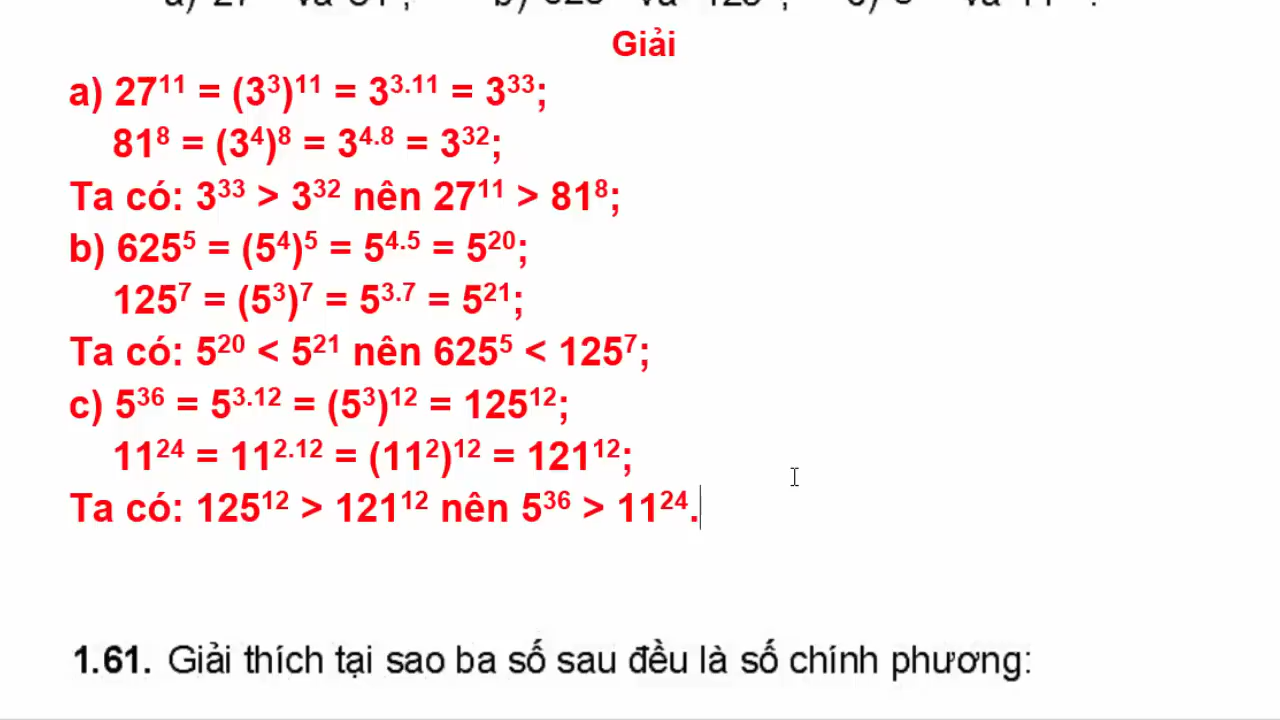 Giải
a) 27¹¹ = (3³)¹¹ = 3³·¹¹ = 3³³;
81⁸ = (3⁴)⁸ = 3⁴·⁸ = 3³²;
Ta có: 3³³ > 3³² nên 27¹¹ > 81⁸;
b) 625⁵ = (5⁴)⁵ = 5⁴·⁵ = 5²⁰;
125⁷ = (5³)⁷ = 5³·⁷ = 5²¹;
Ta có: 5²⁰ < 5²¹ nên 625⁵ < 125⁷;
c) 5³⁶ = 5³·¹² = (5³)¹² = 125¹²;
11²⁴ = 11²·¹² = (11²)¹² = 121¹²;
Ta có: 125¹² > 121¹² nên 5³⁶ > 11²⁴.
1.61. Giải thích tại sao ba số sau đều là số chính phương: